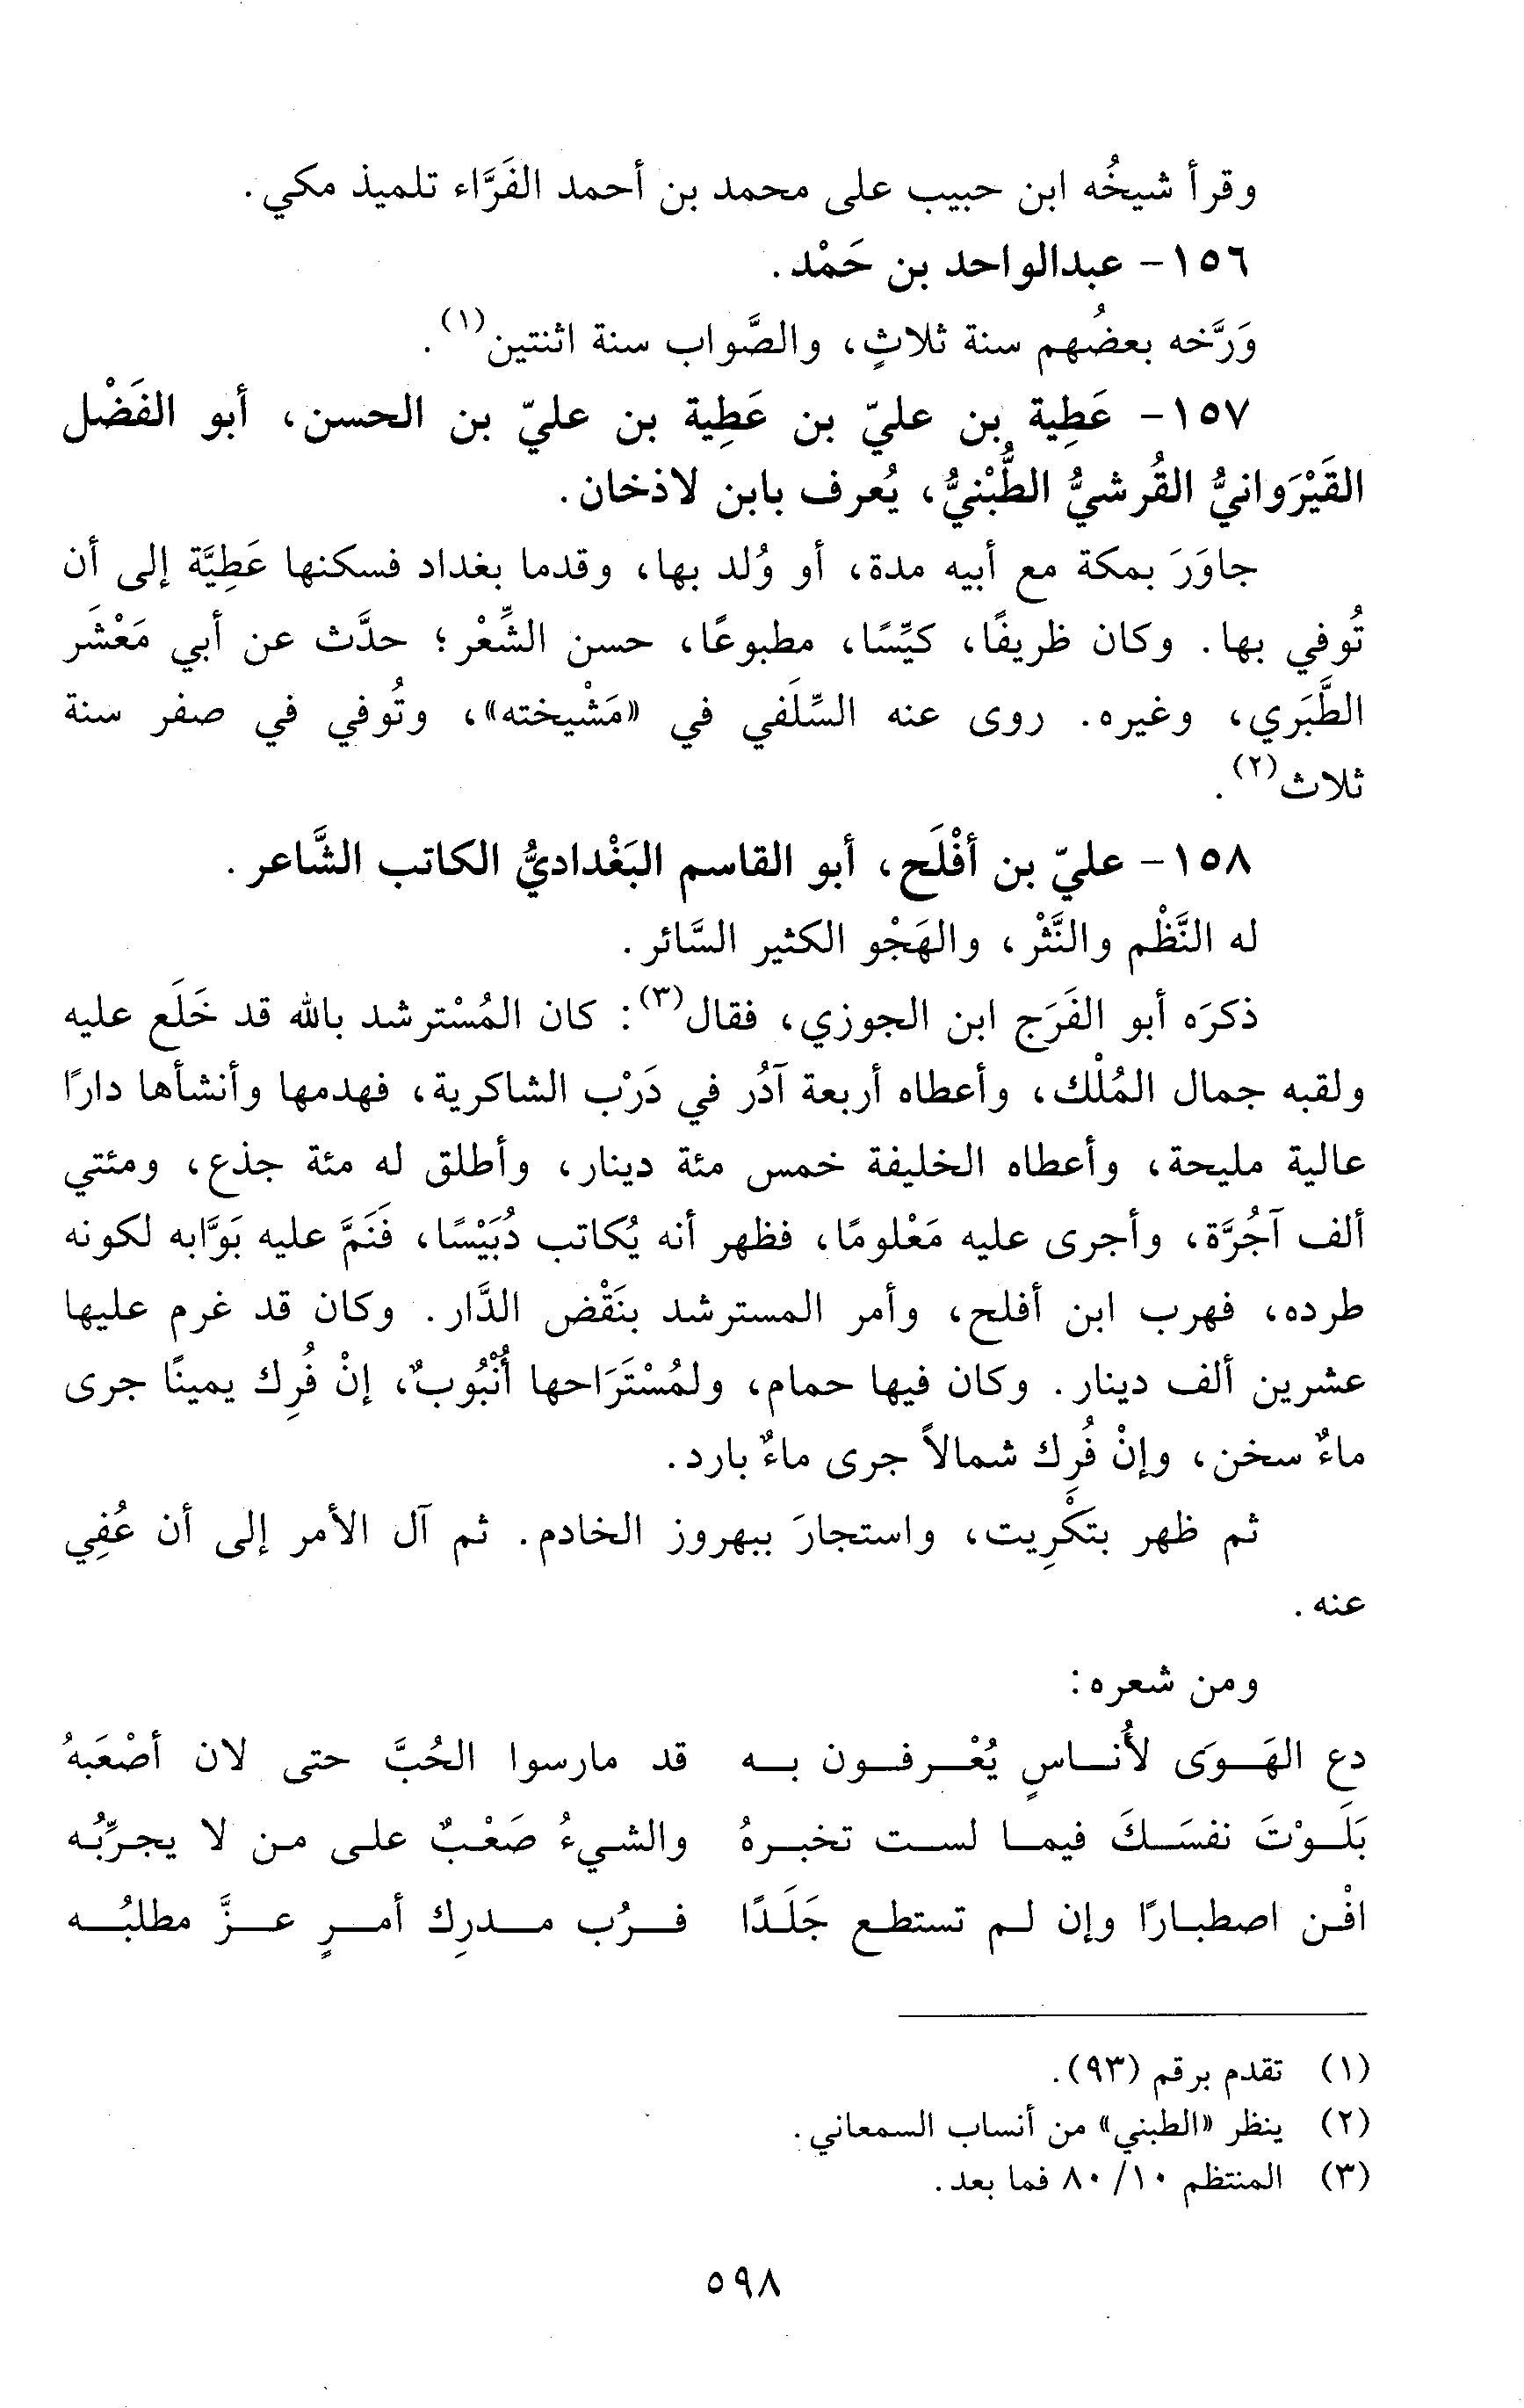 وقرأ شيخُه ابن حبيب على محمد بن أحمد الفَرَّاء تلميذ مكي.
١٥٦- عبدالواحد بن حَمْد.
وَرَّخه بعضُهم سنة ثلاثٍ، والصَّواب سنة اثنتين(١).
١٥٧- عَطِية بن عليّ بن عَطِية بن عليّ بن الحسن، أبو الفَضْل
القَيْرَوانيُّ القُرشيُّ الطُّبْنيُّ، يُعرف بابن لاذخان.
جاوَرَ بمكة مع أبيه مدة، أو وُلد بها، وقدما بغداد فسكنها عَطِيَّة إلى أن
تُوفي بها. وكان ظريفًا، كيِّسًا، مطبوعًا، حسن الشِّعْر؛ حدَّث عن أبي مَعْشَر
الطَّبَري، وغيره. روى عنه السِّلَفي في «مَشْيخته»، وتُوفي في صفر سنة
ثلاث(٢).
١٥٨- عليّ بن أفْلَح، أبو القاسم البَغْداديُّ الكاتب الشَّاعر.
له النَّظْم والنَّثْر، والهَجْو الكثير السَّائر.
ذكرَه أبو الفَرَج ابن الجوزي، فقال(٣): كان المُسْترشد بالله قد خَلَع عليه
ولقبه جمال المُلْك، وأعطاه أربعة آدُر في دَرْب الشاكرية، فهدمها وأنشأها دارًا
عالية مليحة، وأعطاه الخليفة خمس مئة دينار، وأطلق له مئة جذع، ومئتي
ألف آجُرَّة، وأجرى عليه مَعْلومًا، فظهر أنه يُكاتب دُبَيْسًا، فَنَمَّ عليه بَوَّابه لكونه
طرده، فهرب ابن أفلح، وأمر المسترشد بنَقْض الدَّار. وكان قد غرم عليها
عشرين ألف دينار. وكان فيها حمام، ولمُسْتَرَاحها أُنْبُوبٌ، إنْ فُرِك يمينًا جرى
ماءٌ سخن، وإنْ فُرِك شمالاً جرى ماءٌ بارد.
ثم ظهر بتَكْرِيت، واستجارَ ببهروز الخادم. ثم آل الأمر إلى أن عُفِي
عنه.
ومن شعره:
دع الهَوَى لأُناسٍ يُعْرفون به قد مارسوا الحُبَّ حتى لان أصْعَبهُ
بَلَوْتَ نفسَكَ فيما لست تخبرهُ والشيءُ صَعْبٌ على من لا يجرِّبُه
افْن اصطبارًا وإن لم تستطع جَلَدًا فرُب مدرِك أمرٍ عزَّ مطلبُه
(١) تقدم برقم (٩٣).
(٢) ينظر «الطبني» من أنساب السمعاني.
(٣) المنتظم ١٠/ ٨٠ فما بعد.
٥٩٨